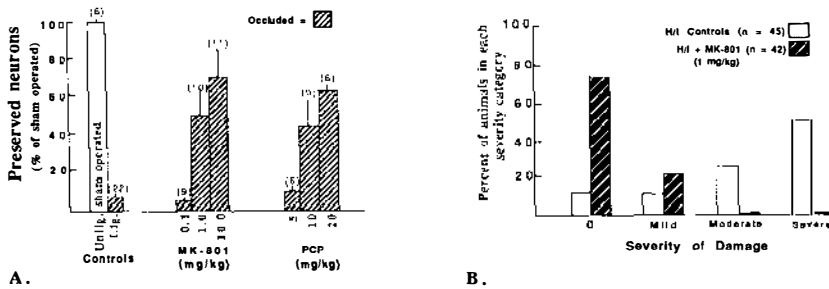 Preserved neurons
(% of sham operated)
100
80
60
40
20
Occluded =
(6)
sham operated
(22)
(9)
(10)
(11)
(6)
(9)
(6)
Unlig.
Lig.
0.1
1.0
10.0
5
10
20
Controls
MK-801
(mg/kg)
PCP
(mg/kg)
A.
Percent of animals in each
severity category
100
80
60
40
20
H/I Controls (n = 45)
H/I + MK-801 (n = 42)
(1 mg/kg)
0
Mild
Moderate
Severe
Severity of Damage
B.